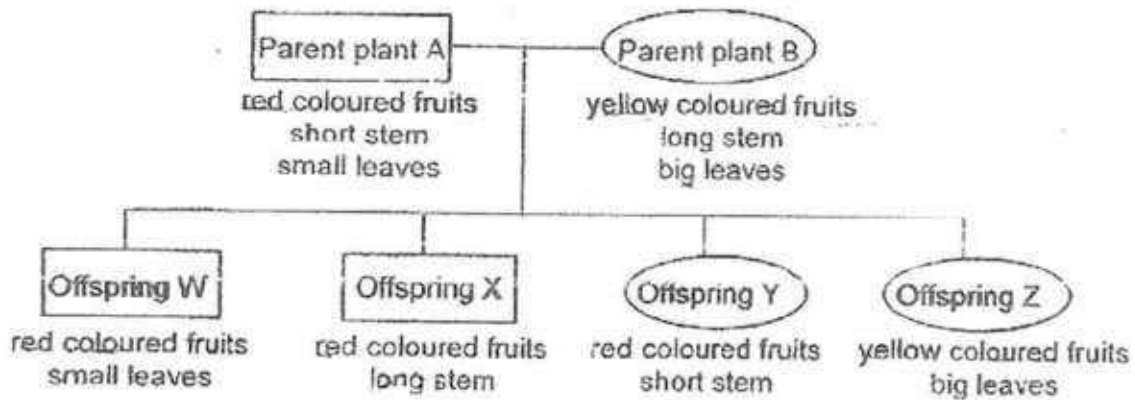 Parent plant A
red coloured fruits
short stem
small leaves
Parent plant B
yellow coloured fruits
long stem
big leaves
Offspring W
red coloured fruits
small leaves
Offspring X
red coloured fruits
long stem
Offspring Y
red coloured fruits
short stem
Offspring Z
yellow coloured fruits
big leaves